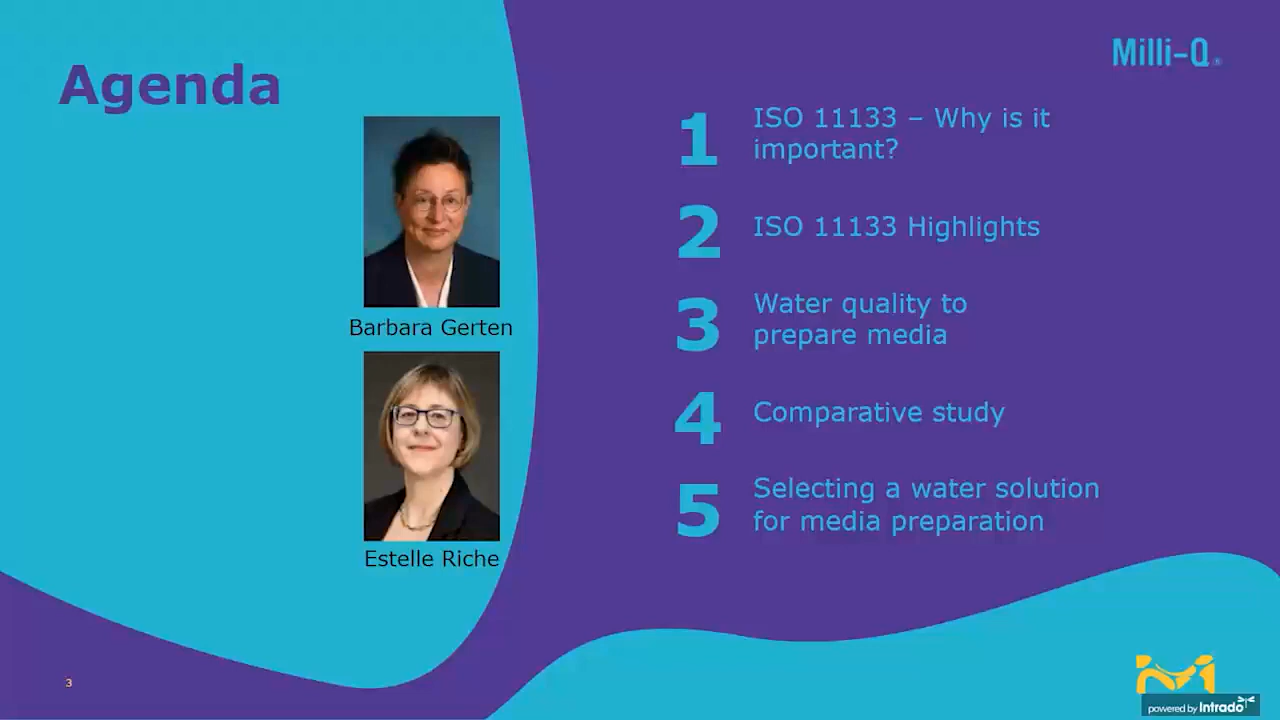 Agenda
Milli-Q®
Barbara Gerten
Estelle Riche
1 ISO 11133 – Why is it
important?
2 ISO 11133 Highlights
3 Water quality to
prepare media
4 Comparative study
5 Selecting a water solution
for media preparation
3
powered by intrado